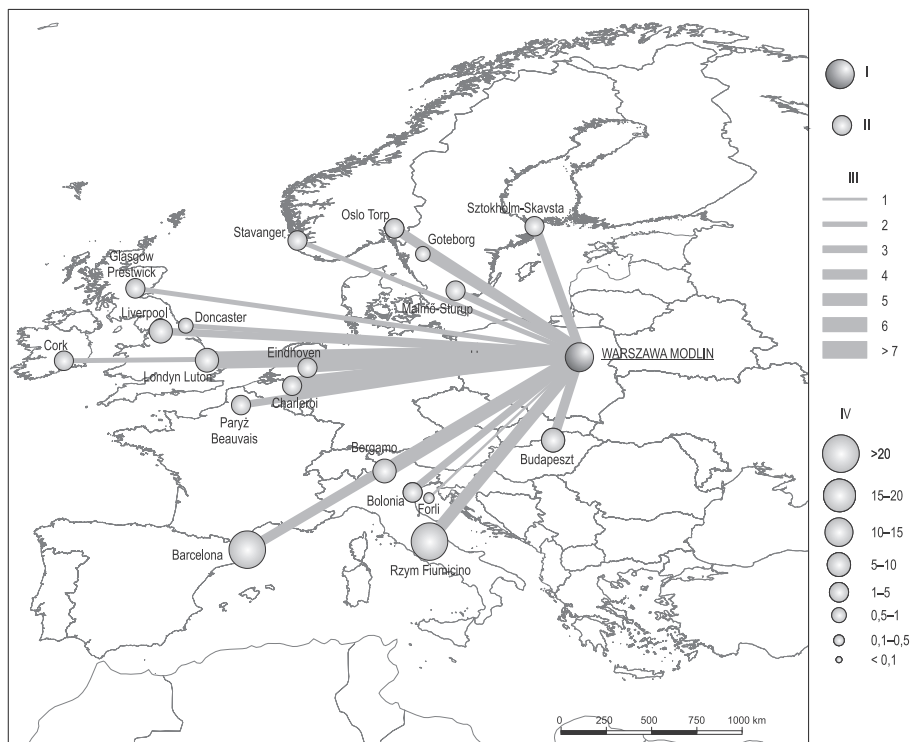 Sztokholm-Skavsta
Oslo Torp
Stavanger
Goteborg
Glasgow
Prestwick
Malmö-Sturup
Liverpool
Doncaster
Cork
Eindhoven
WARSZAWA MODLIN
Londyn Luton
Charleroi
Paryż
Beauvais
Bergamo
Budapeszt
Bolonia
Forli
Barcelona
Rzym Fiumicino
0 250 500 750 1000 km
I
II
III
1
2
3
4
5
6
> 7
IV
>20
15–20
10–15
5–10
1–5
0,5–1
0,1–0,5
< 0,1